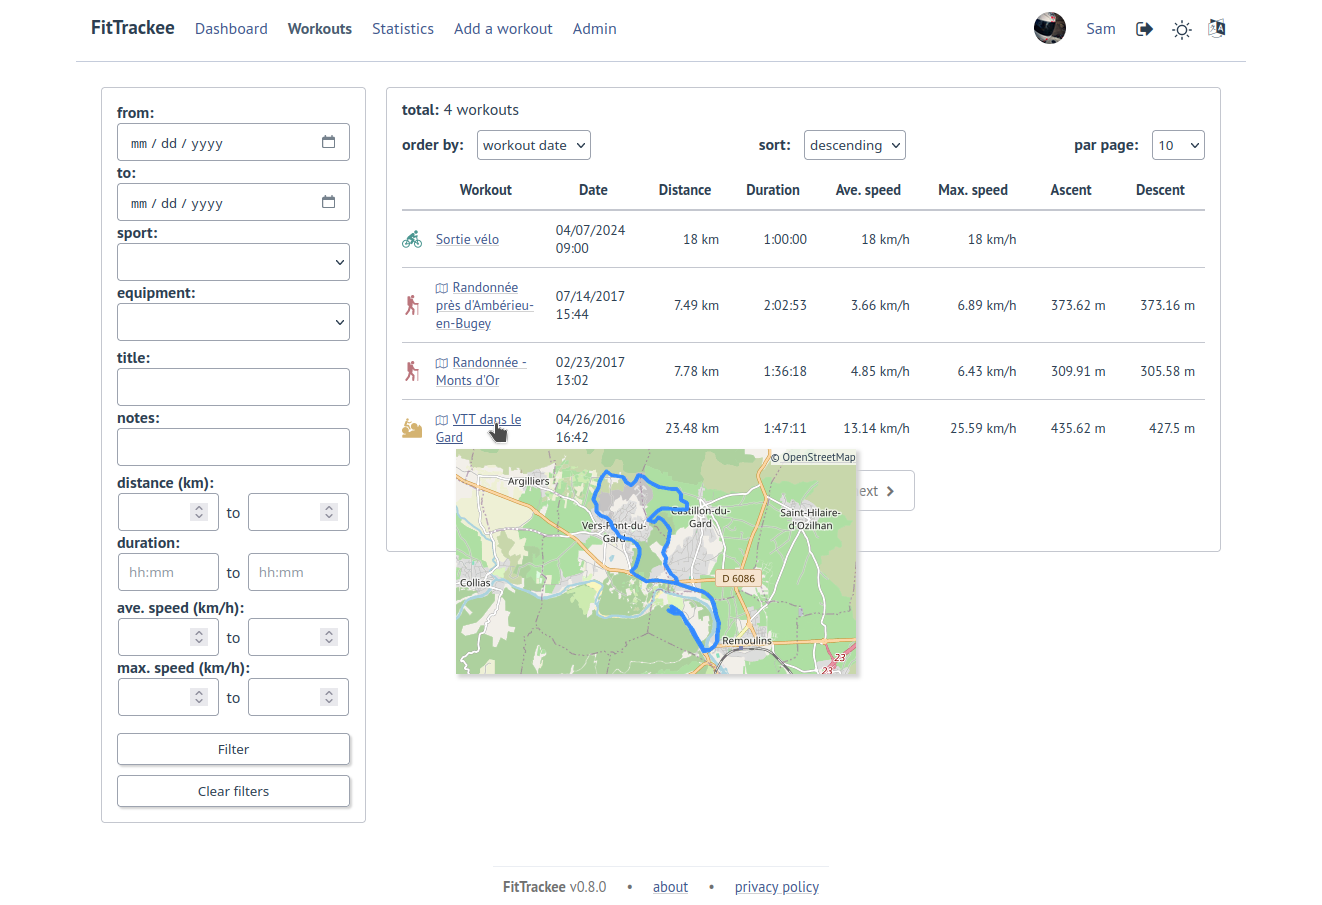 FitTrackee Dashboard Workouts Statistics Add a workout Admin Sam
from:
mm / dd / yyyy
to:
mm / dd / yyyy
sport:
equipment:
title:
notes:
distance (km):
to
duration:
hh:mm to hh:mm
ave. speed (km/h):
to
max. speed (km/h):
to
Filter
Clear filters
total: 4 workouts
order by: workout date sort: descending par page: 10
Workout Date Distance Duration Ave. speed Max. speed Ascent Descent
Sortie vélo 04/07/2024 09:00 18 km 1:00:00 18 km/h 18 km/h
Randonnée
près d'Ambérieu-
en-Bugey
07/14/2017
15:44
7.49 km 2:02:53 3.66 km/h 6.89 km/h 373.62 m 373.16 m
Randonnée -
Monts d'Or
02/23/2017
13:02
7.78 km 1:36:18 4.85 km/h 6.43 km/h 309.91 m 305.58 m
VTT dans le
Gard
04/26/2016
16:42
23.48 km 1:47:11 13.14 km/h 25.59 km/h 435.62 m 427.5 m
© OpenStreetMap
Argilliers
Castillon-du-
Gard
Saint-Hilaire-
d'Ozilhan
Vers-Pont-du-
Gard
Collias
D 6086
Remoulins
23
23
ext
FitTrackee v0.8.0 • about • privacy policy